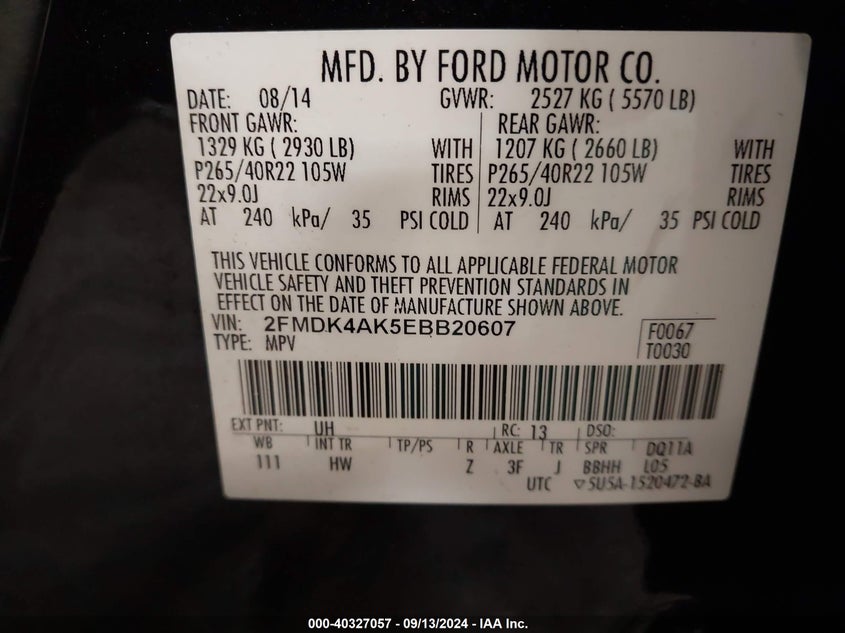 MFD. BY FORD MOTOR CO.
DATE: 08/14 GVWR: 2527 KG ( 5570 LB)
FRONT GAWR: REAR GAWR:
1329 KG ( 2930 LB) WITH 1207 KG ( 2660 LB) WITH
P265/40R22 105W TIRES P265/40R22 105W TIRES
22x9.0J RIMS 22x9.0J RIMS
AT 240 kPa/ 35 PSI COLD AT 240 kPa/ 35 PSI COLD
THIS VEHICLE CONFORMS TO ALL APPLICABLE FEDERAL MOTOR
VEHICLE SAFETY AND THEFT PREVENTION STANDARDS IN
EFFECT ON THE DATE OF MANUFACTURE SHOWN ABOVE.
VIN: 2FMDK4AK5EBB20607 F0067
TYPE: MPV T0030
EXT PNT: UH RC: 13 DSO:
WB INT TR TP/PS R AXLE TR SPR DQ11A
111 HW Z 3F J BBHH L05
UTC ▽5U5A-1520472-BA
000-40327057 - 09/13/2024 - IAA Inc.